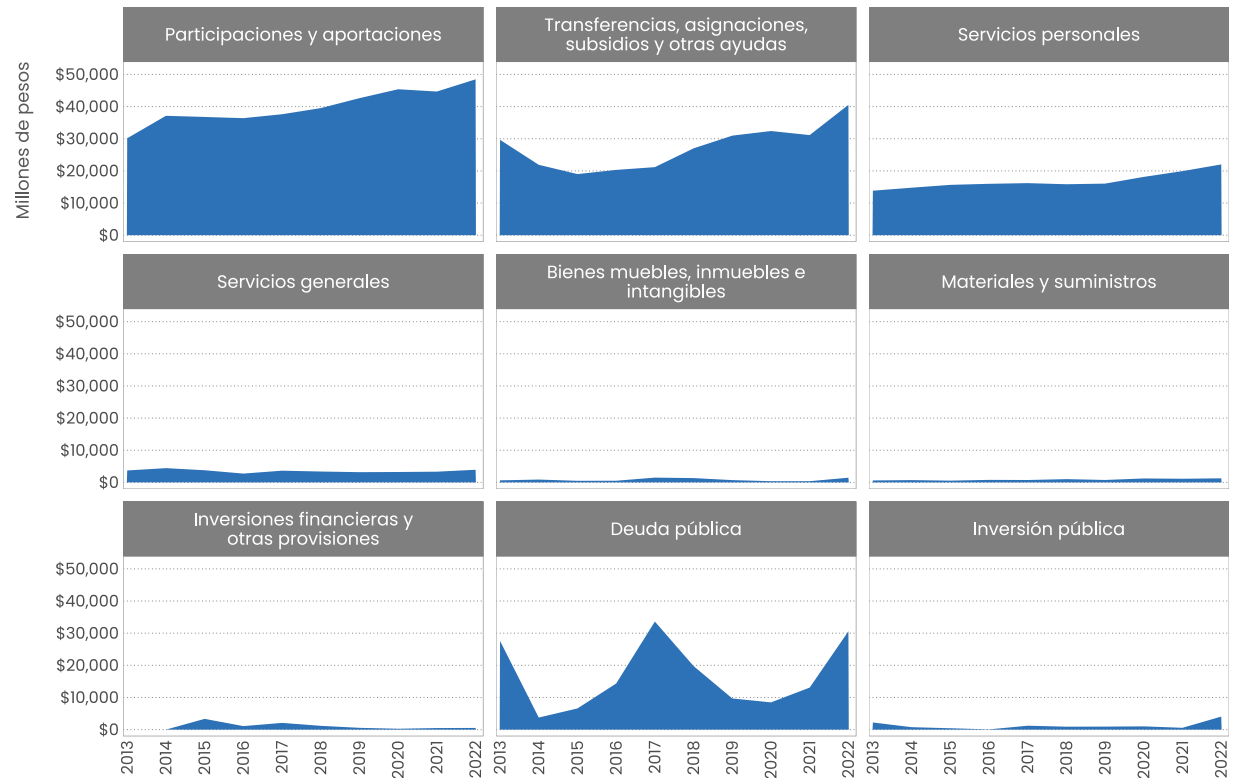 Participaciones y aportaciones
Transferencias, asignaciones,
subsidios y otras ayudas
Servicios personales
Millones de pesos
$50,000
$40,000
$30,000
$20,000
$10,000
$0
Servicios generales
Bienes muebles, inmuebles e
intangibles
Materiales y suministros
$50,000
$40,000
$30,000
$20,000
$10,000
$0
Inversiones financieras y
otras provisiones
Deuda pública
Inversión pública
$50,000
$40,000
$30,000
$20,000
$10,000
$0
2013 2014 2015 2016 2017 2018 2019 2020 2021 2022
2013 2014 2015 2016 2017 2018 2019 2020 2021 2022
2013 2014 2015 2016 2017 2018 2019 2020 2021 2022